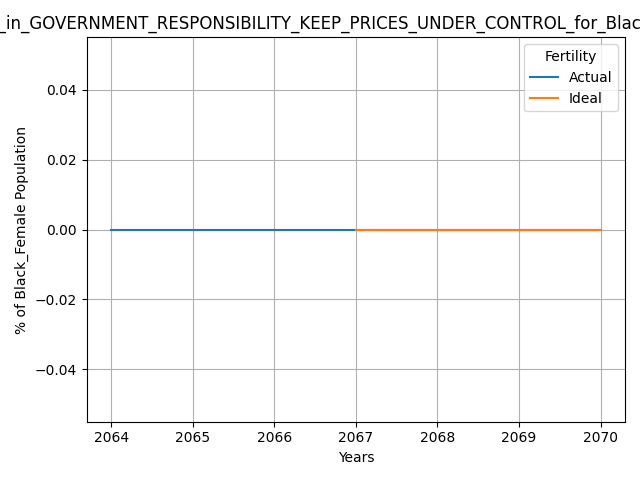 _in_GOVERNMENT_RESPONSIBILITY_KEEP_PRICES_UNDER_CONTROL_for_Blac
Fertility
Actual
Ideal
0.04
0.02
0.00
−0.02
−0.04
% of Black_Female Population
2064 2065 2066 2067 2068 2069 2070
Years